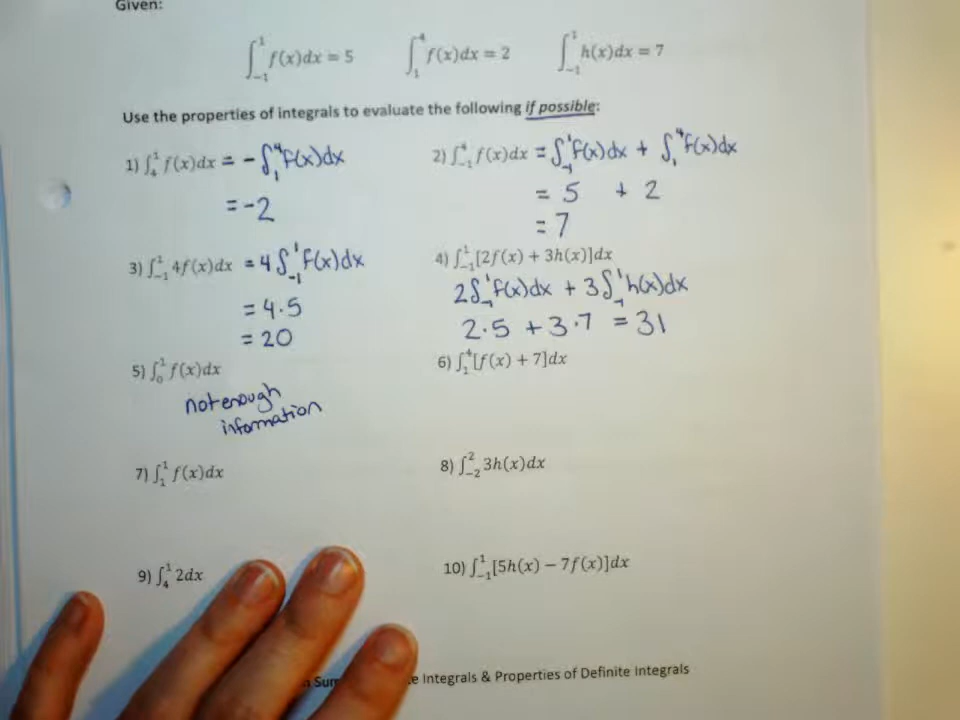 Given:
∫_{-1}^{1} f(x)dx = 5 ∫_{1}^{4} f(x)dx = 2 ∫_{-1}^{1} h(x)dx = 7
Use the properties of integrals to evaluate the following if possible:
1) ∫_{4}^{1} f(x)dx = -∫_{1}^{4} f(x)dx
= -2
2) ∫_{-1}^{4} f(x)dx = ∫_{-1}^{1} f(x)dx + ∫_{1}^{4} f(x)dx
= 5 + 2
= 7
3) ∫_{-1}^{1} 4f(x)dx = 4∫_{-1}^{1} f(x)dx
= 4·5
= 20
4) ∫_{-1}^{1} [2f(x) + 3h(x)]dx
2∫_{-1}^{1} f(x)dx + 3∫_{-1}^{1} h(x)dx
2·5 + 3·7 = 31
5) ∫_{0}^{1} f(x)dx
not enough
information
6) ∫_{1}^{4} [f(x) + 7]dx
7) ∫_{1}^{1} f(x)dx
8) ∫_{-2}^{2} 3h(x)dx
9) ∫_{4}^{1} 2dx
10) ∫_{-1}^{1} [5h(x) – 7f(x)]dx
Integrals & Properties of Definite Integrals